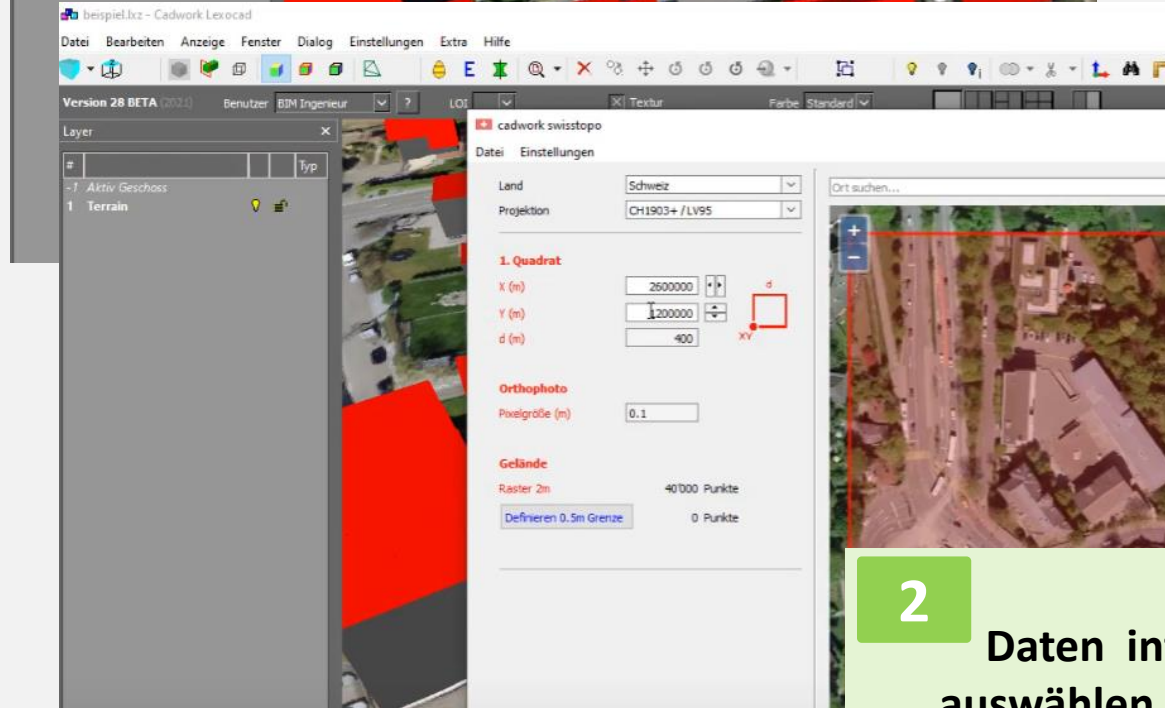 beispiel.lxz - Cadwork Lexocad
Datei Bearbeiten Anzeige Fenster Dialog Einstellungen Extra Hilfe
E
Version 28 BETA (2021) Benutzer BIM Ingenieur ? LOI Textur Farbe Standard
Layer
# Typ
-1 Aktiv Geschoss
1 Terrain
cadwork swisstopo
Datei Einstellungen
Land Schweiz
Projektion CH1903+ / LV95
Ort suchen...
+
-
1. Quadrat
X (m) 2600000
Y (m) 1200000
d (m) 400
d
XY
Orthophoto
Pixelgröße (m) 0.1
Gelände
Raster 2m 40'000 Punkte
Definieren 0.5m Grenze 0 Punkte
2
Daten
auswählen